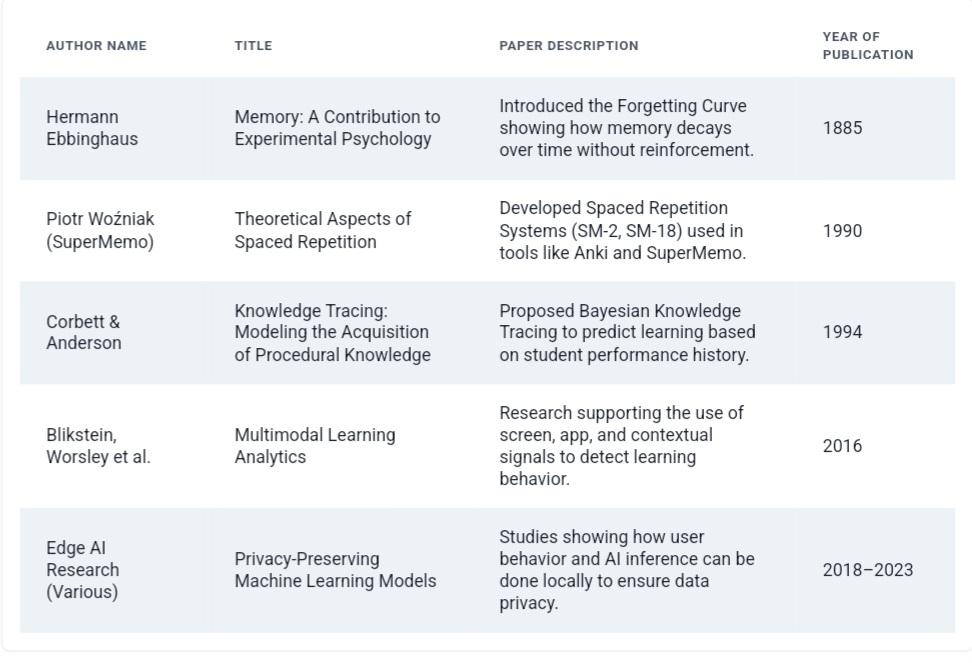 AUTHOR NAME
TITLE
PAPER DESCRIPTION
YEAR OF
PUBLICATION
Hermann
Ebbinghaus
Memory: A Contribution to
Experimental Psychology
Introduced the Forgetting Curve
showing how memory decays
over time without reinforcement.
1885
Piotr Woźniak
(SuperMemo)
Theoretical Aspects of
Spaced Repetition
Developed Spaced Repetition
Systems (SM-2, SM-18) used in
tools like Anki and SuperMemo.
1990
Corbett &
Anderson
Knowledge Tracing:
Modeling the Acquisition
of Procedural Knowledge
Proposed Bayesian Knowledge
Tracing to predict learning based
on student performance history.
1994
Blikstein,
Worsley et al.
Multimodal Learning
Analytics
Research supporting the use of
screen, app, and contextual
signals to detect learning
behavior.
2016
Edge AI
Research
(Various)
Privacy-Preserving
Machine Learning Models
Studies showing how user
behavior and AI inference can be
done locally to ensure data
privacy.
2018–2023